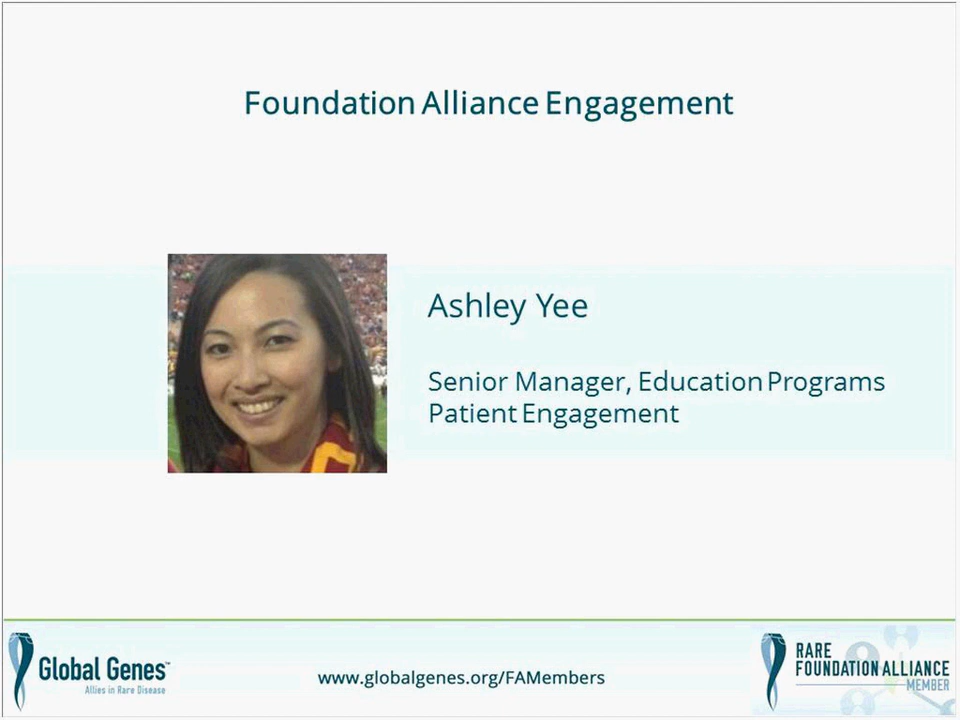 Foundation Alliance Engagement
Ashley Yee
Senior Manager, Education Programs
Patient Engagement
Global Genes™
Allies in Rare Disease
www.globalgenes.org/FAMembers
RARE
FOUNDATION ALLIANCE
MEMBER